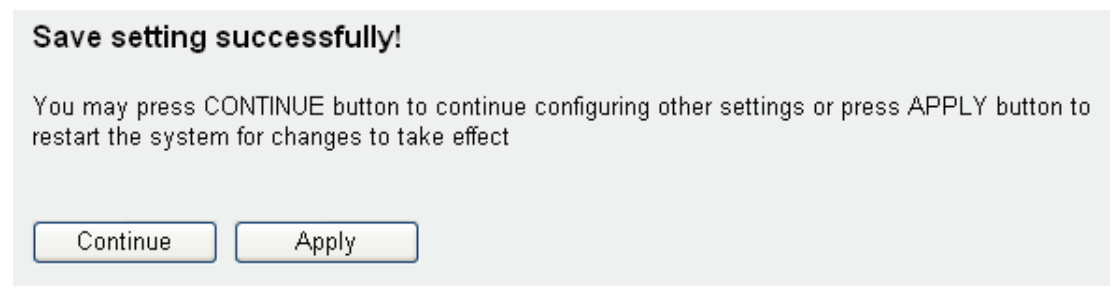 Save setting successfully!
You may press CONTINUE button to continue configuring other settings or press APPLY button to
restart the system for changes to take effect
Continue
Apply